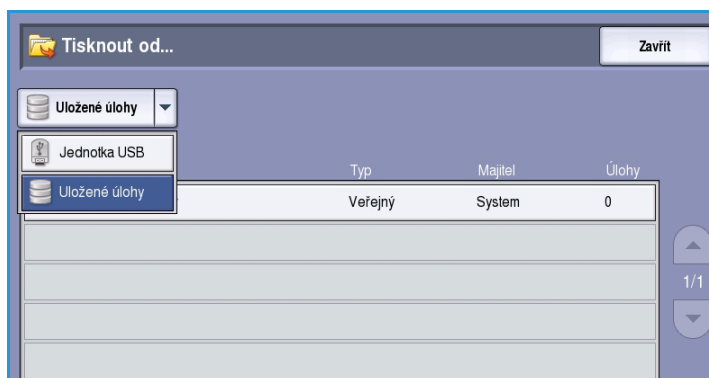 Tisknout od...
Zavřít
Uložené úlohy
Jednotka USB
Uložené úlohy
Typ Majitel Úlohy
Veřejný System 0
1/1